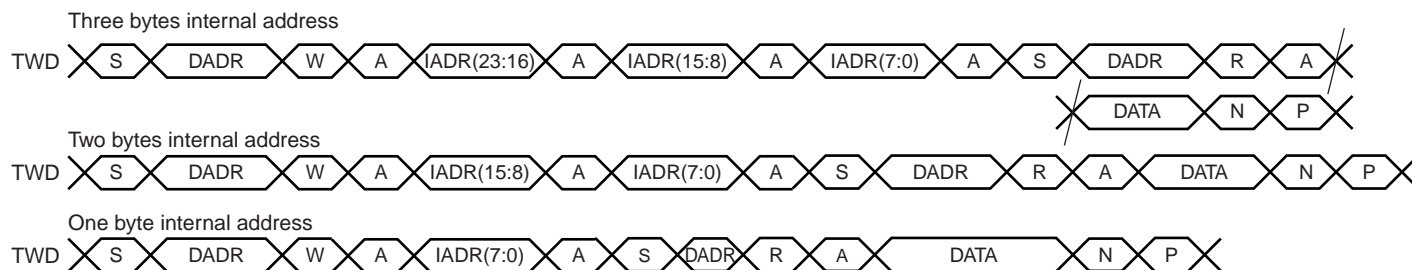 Three bytes internal address
TWD S DADR W A IADR(23:16) A IADR(15:8) A IADR(7:0) A S DADR R A
DATA N P
Two bytes internal address
TWD S DADR W A IADR(15:8) A IADR(7:0) A S DADR R A DATA N P
One byte internal address
TWD S DADR W A IADR(7:0) A S DADR R A DATA N P